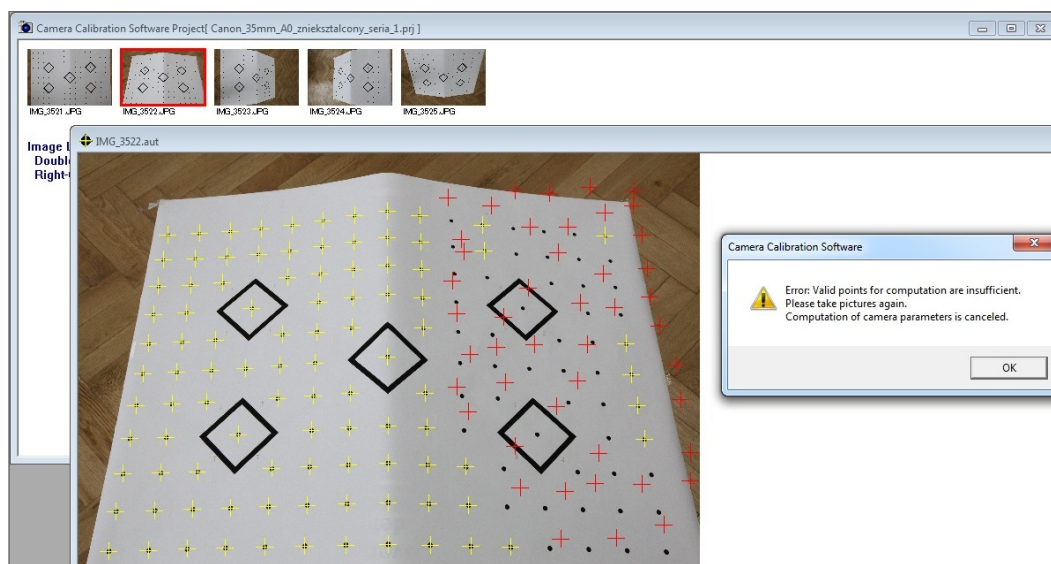 Camera Calibration Software Project[ Canon_35mm_A0_znieksztalcony_seria_1.prj ]
IMG_3521.JPG
IMG_3522.JPG
IMG_3523.JPG
IMG_3524.JPG
IMG_3525.JPG
Image L
Doubl
Right-
IMG_3522.aut
Camera Calibration Software
Error: Valid points for computation are insufficient.
Please take pictures again.
Computation of camera parameters is canceled.
OK